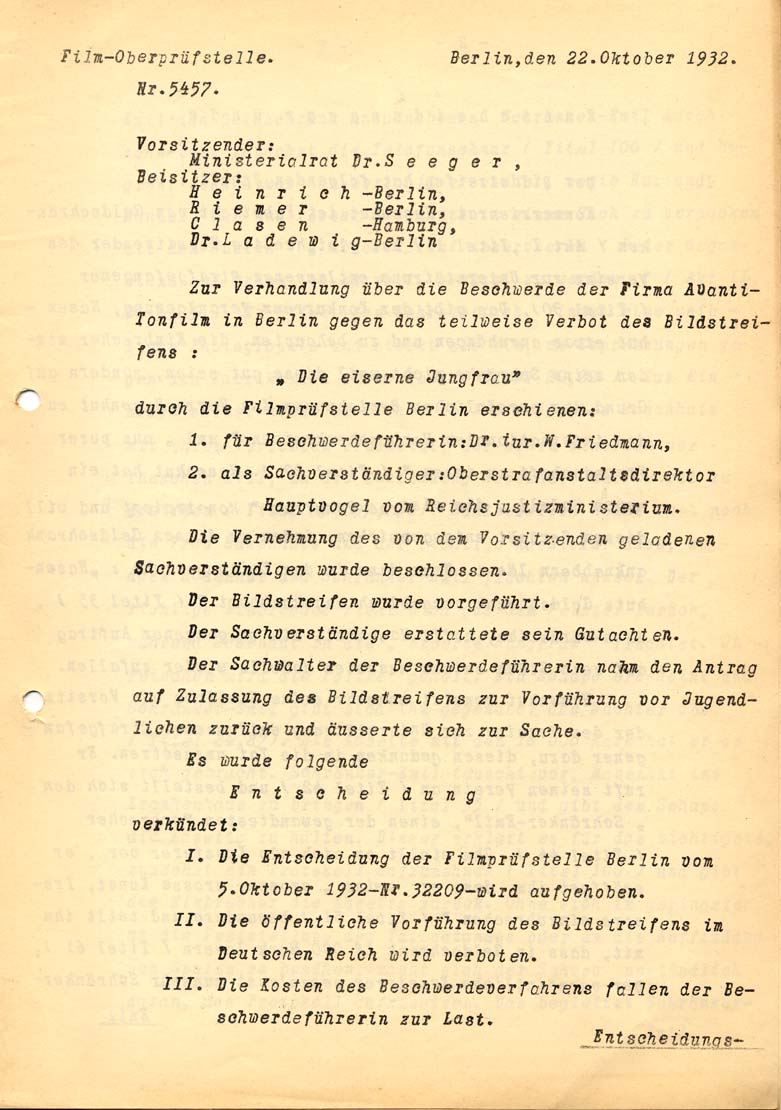 Film-Oberprüfstelle. Berlin,den 22.Oktober 1932.
Nr.5457.
Vorsitzender:
Ministerialrat Dr.S e e g e r ,
Beisitzer:
H e i n r i c h -Berlin,
R i e m e r -Berlin,
C l a s e n -Hamburg,
Dr.L a d e w i g-Berlin
Zur Verhandlung über die Beschwerde der Firma Avanti-
Tonfilm in Berlin gegen das teilweise Verbot des Bildstrei-
fens :
„ Die eiserne Jungfrau"
durch die Filmprüfstelle Berlin erschienen:
1. für Beschwerdeführerin:Dr.iur.W.Friedmann,
2. als Sachverständiger:Oberstrafanstaltsdirektor
Hauptvogel vom Reichsjustizministerium.
Die Vernehmung des von dem Vorsitzenden geladenen
Sachverständigen wurde beschlossen.
Der Bildstreifen wurde vorgeführt.
Der Sachverständige erstattete sein Gutachten.
Der Sachwalter der Beschwerdeführerin nahm den Antrag
auf Zulassung des Bildstreifens zur Vorführung vor Jugend-
lichen zurück und äusserte sich zur Sache.
Es wurde folgende
E n t s c h e i d u n g
verkündet:
I. Die Entscheidung der Filmprüfstelle Berlin vom
5.Oktober 1932-Nr.32209-wird aufgehoben.
II. Die öffentliche Vorführung des Bildstreifens im
Deutschen Reich wird verboten.
III. Die Kosten des Beschwerdeverfahrens fallen der Be-
schwerdeführerin zur Last.
Entscheidungs-